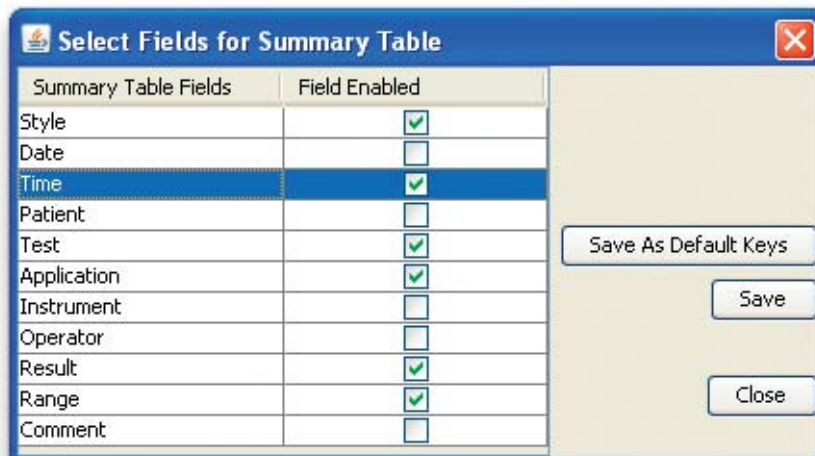 Select Fields for Summary Table
Summary Table Fields Field Enabled
Style
Date
Time
Patient
Test
Application
Instrument
Operator
Result
Range
Comment
Save As Default Keys
Save
Close